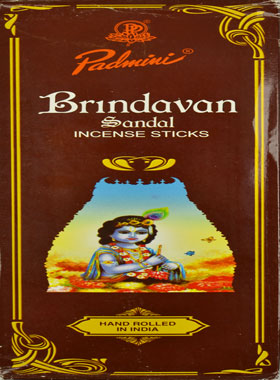 Padmini®
Brindavan
Sandal
INCENSE STICKS
HAND ROLLED
IN INDIA